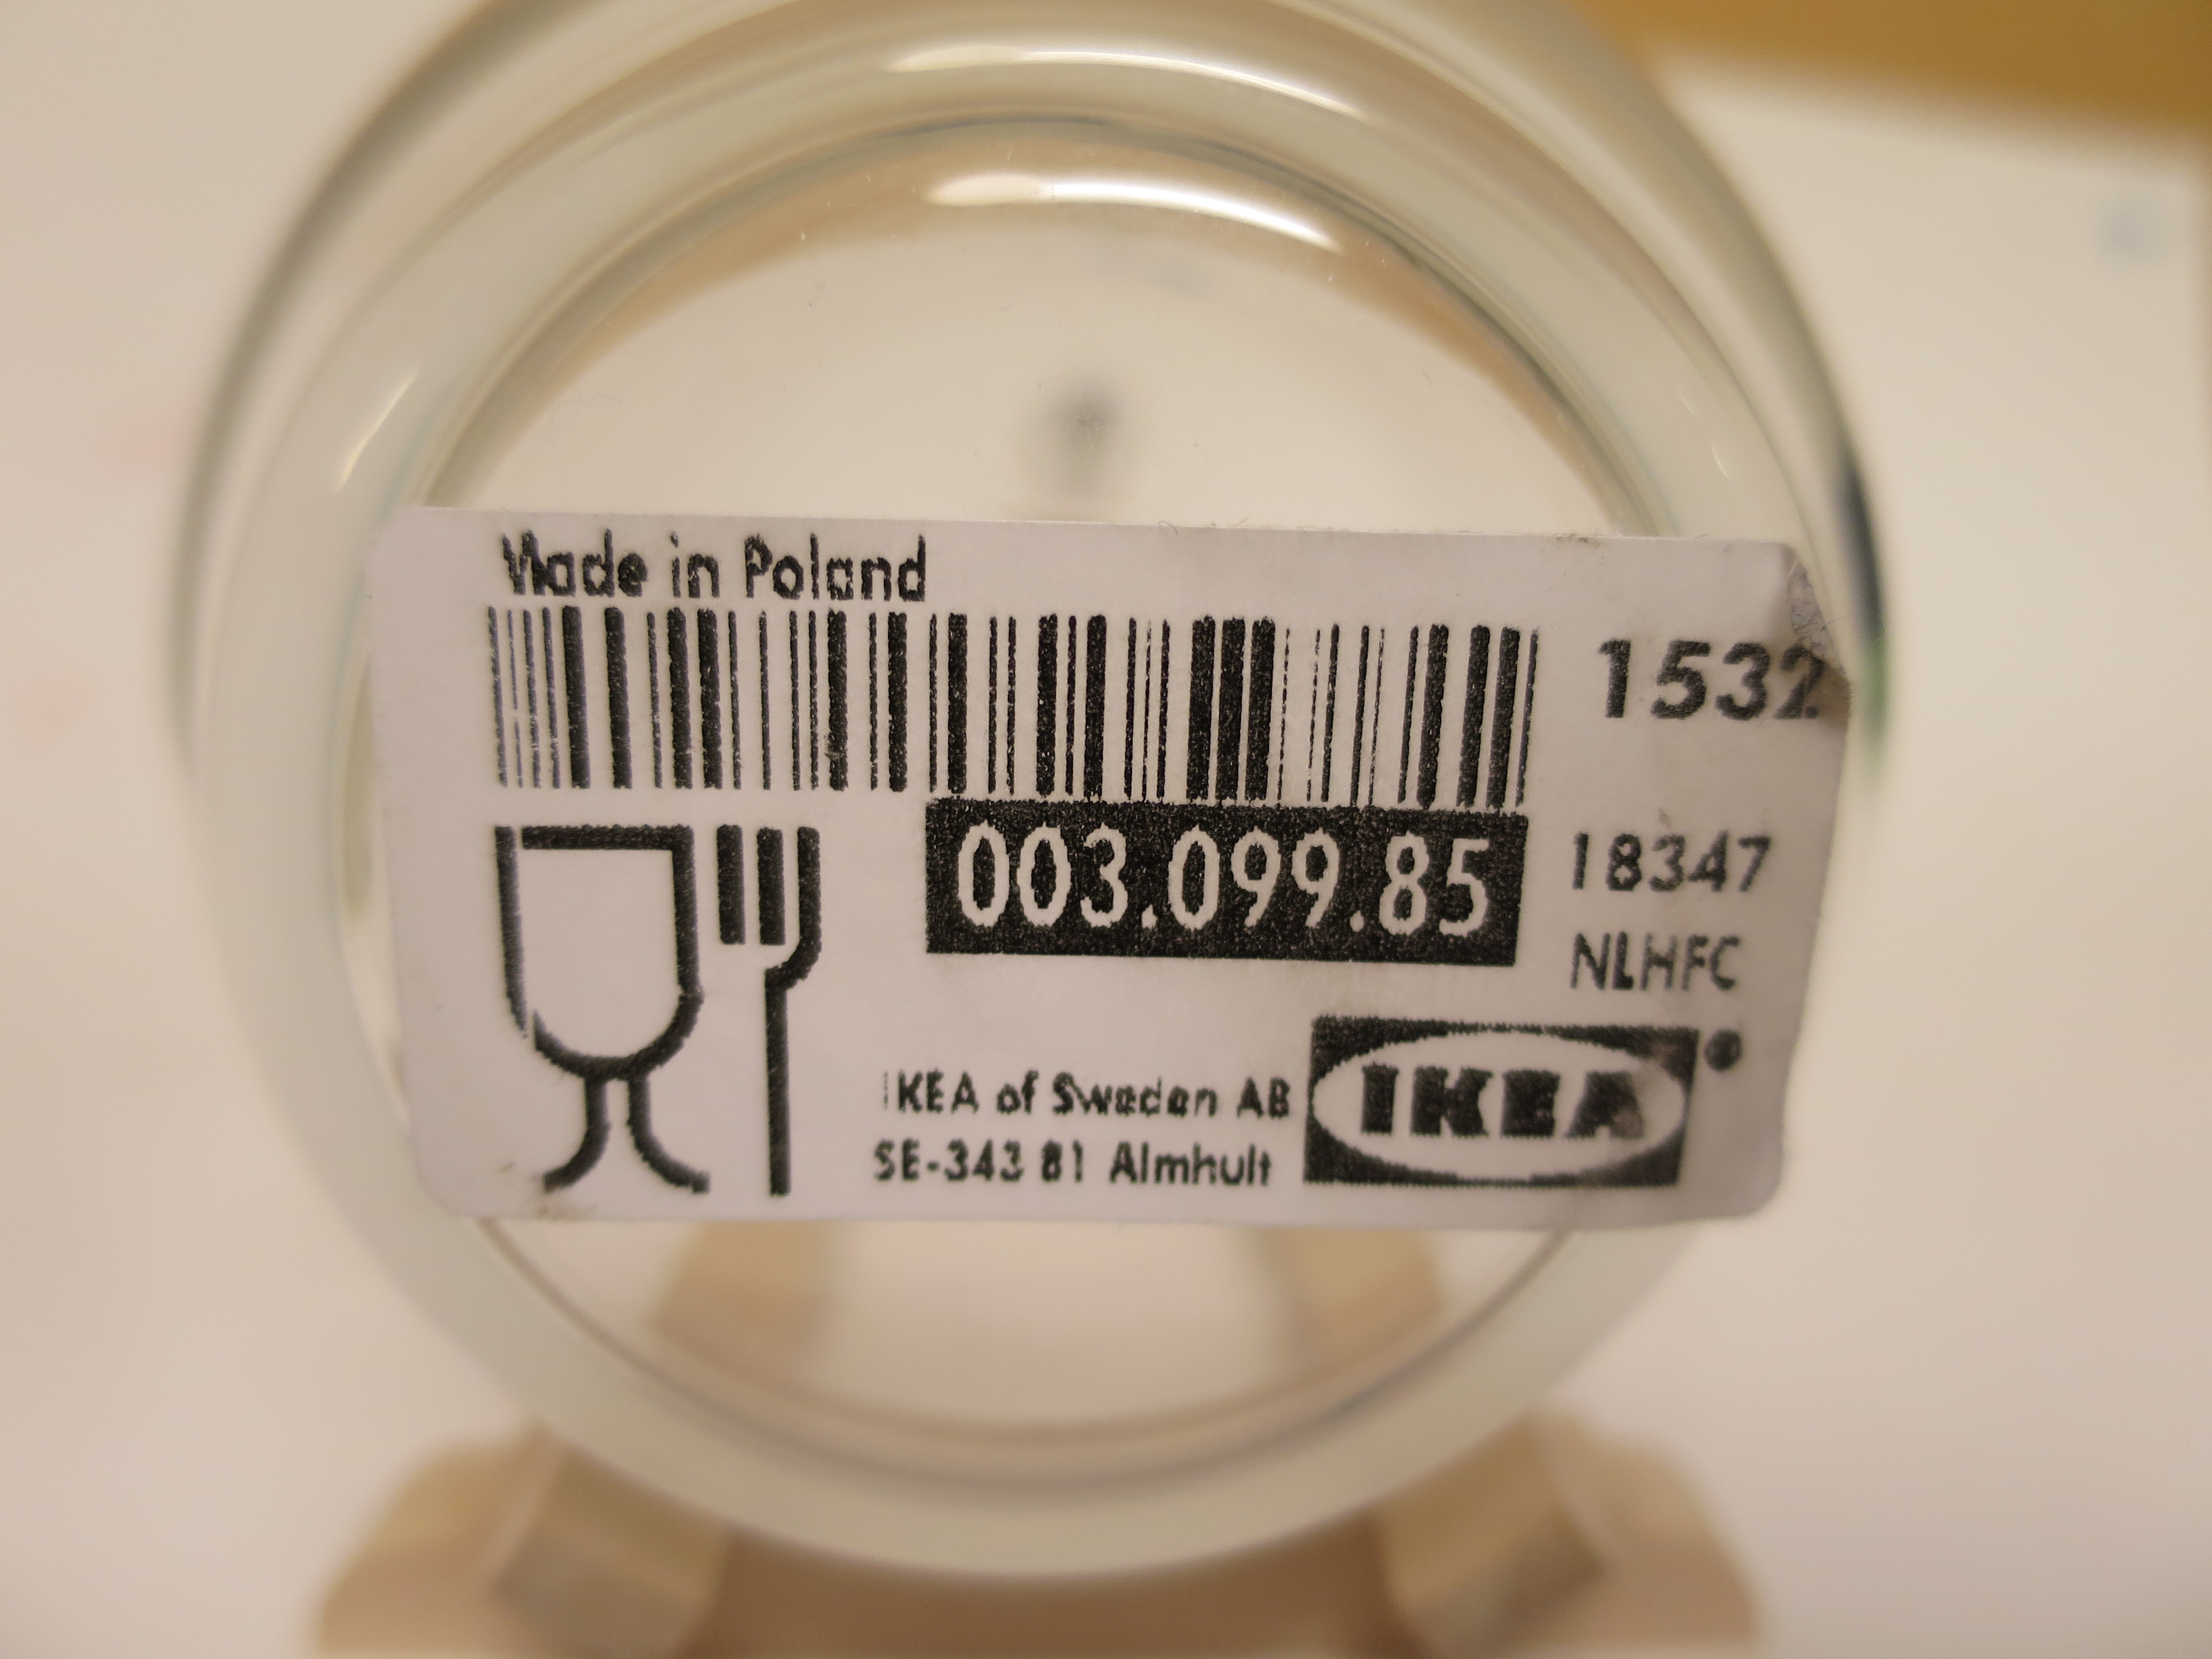 Made in Poland
1532
003.099.85
18347
NLHFC
IKEA of Sweden AB
SE-343 81 Almhult
IKEA®